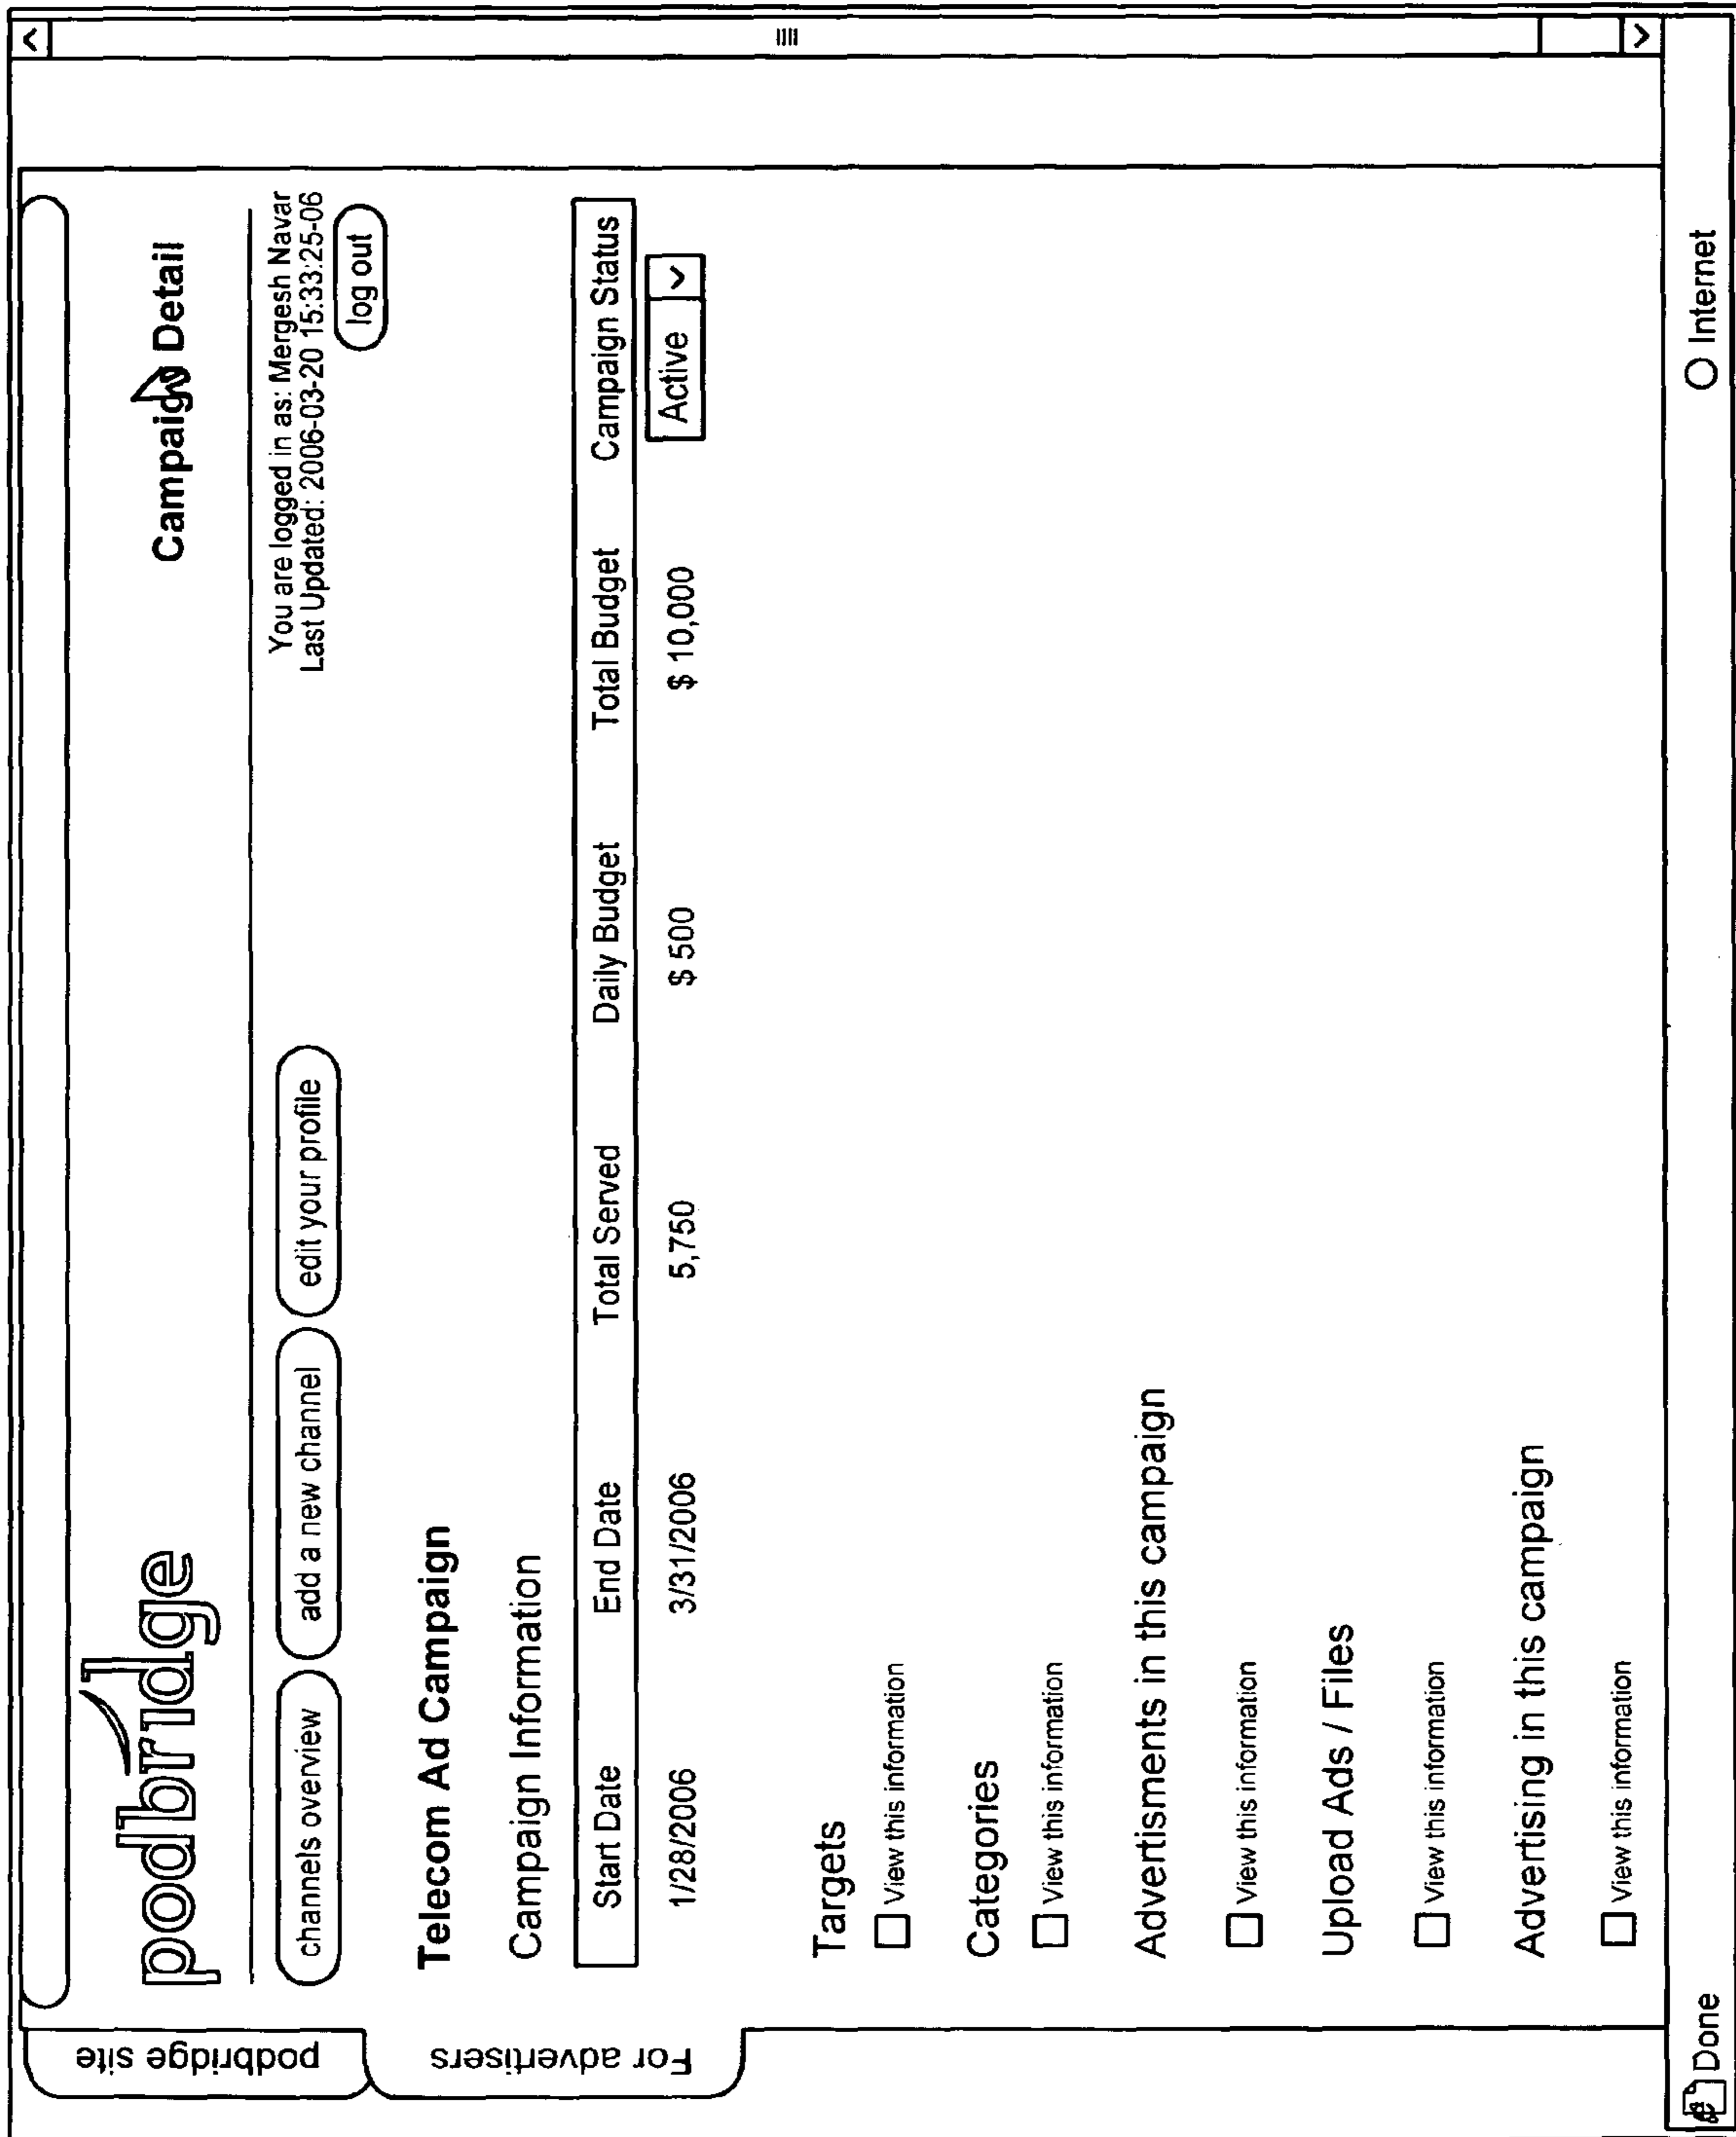 podbridge site
For advertisers
podbridge
Campaign Detail
channels overview
add a new channel
edit your profile
You are logged in as: Mergesh Navar
Last Updated: 2006-03-20 15:33:25-06
log out
Telecom Ad Campaign
Campaign Information
Start Date End Date Total Served Daily Budget Total Budget Campaign Status
1/28/2006 3/31/2006 5,750 $ 500 $ 10,000 Active
Targets
View this information
Categories
View this information
Advertisments in this campaign
View this information
Upload Ads / Files
View this information
Advertising in this campaign
View this information
Done
Internet